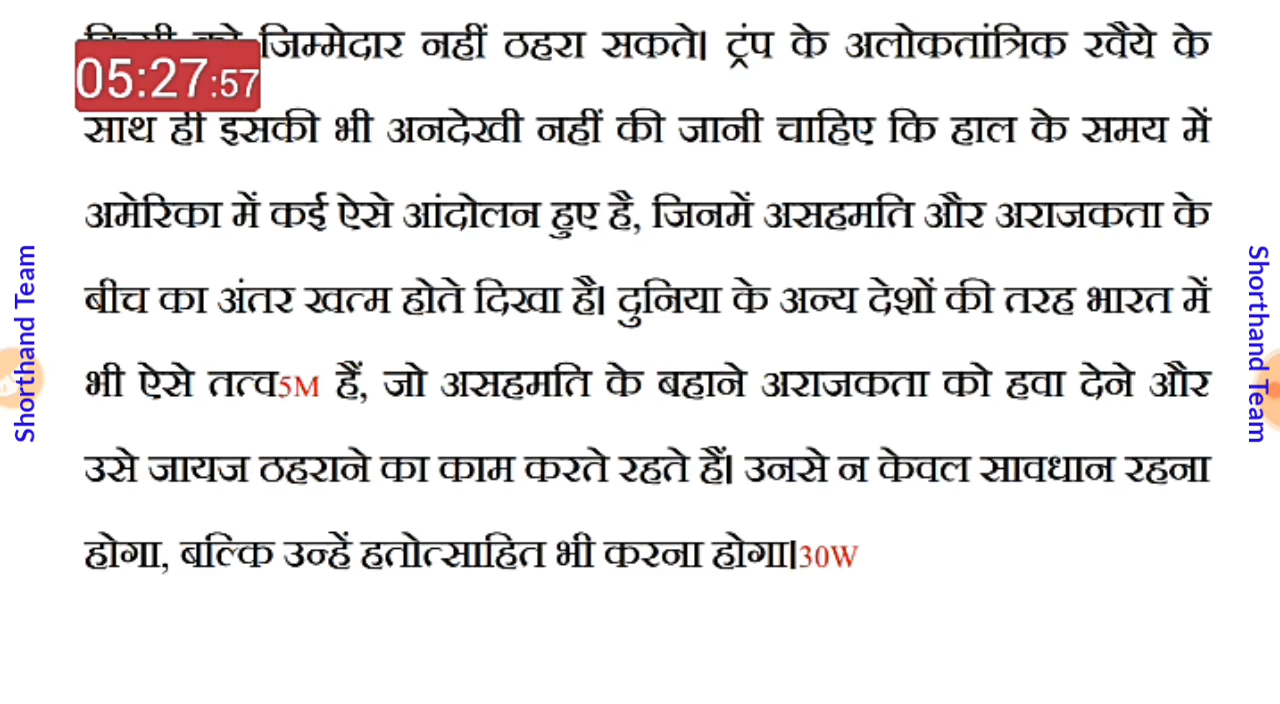 किसी को जिम्मेदार नहीं ठहरा सकते। ट्रंप के अलोकतांत्रिक रवैये के
05:27:57
साथ ही इसकी भी अनदेखी नहीं की जानी चाहिए कि हाल के समय में
अमेरिका में कई ऐसे आंदोलन हुए है, जिनमें असहमति और अराजकता के
बीच का अंतर खत्म होते दिखा है। दुनिया के अन्य देशों की तरह भारत में
भी ऐसे तत्व5M हैं, जो असहमति के बहाने अराजकता को हवा देने और
उसे जायज ठहराने का काम करते रहते हैं। उनसे न केवल सावधान रहना
होगा, बल्कि उन्हें हतोत्साहित भी करना होगा।30W
Shorthand Team
Shorthand Team